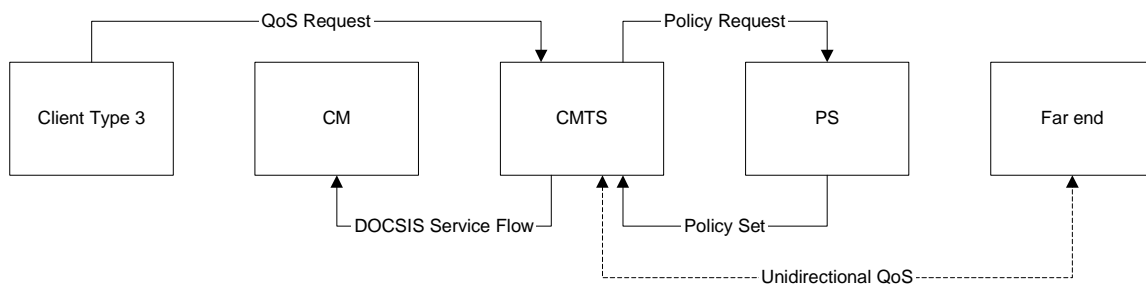 QoS Request
Policy Request
Client Type 3
CM
CMTS
PS
Far end
DOCSIS Service Flow
Policy Set
Unidirectional QoS